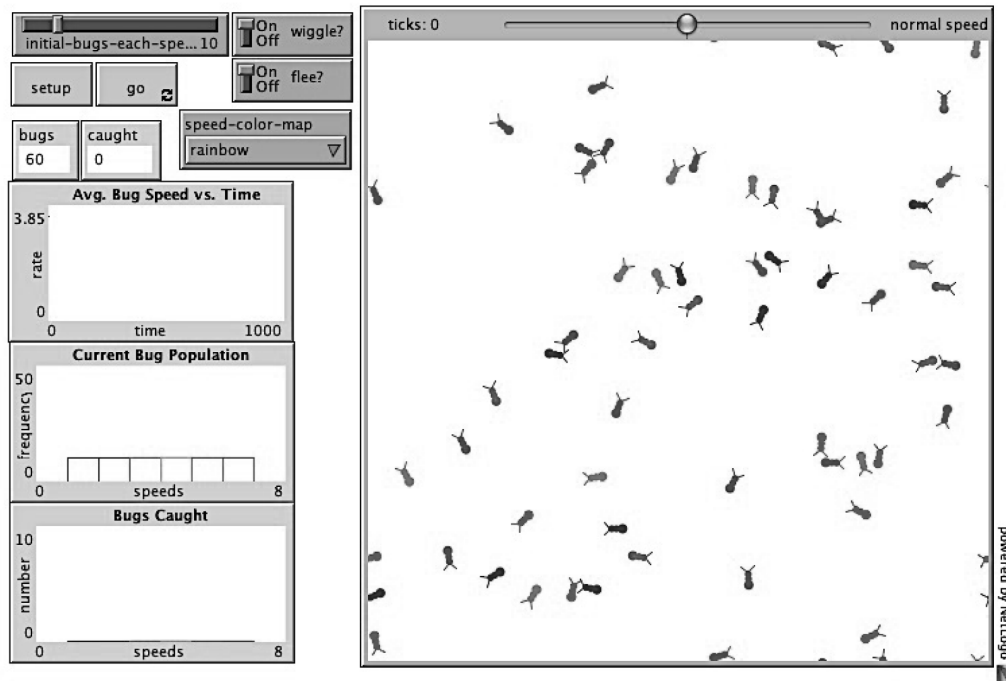 initial-bugs-each-spe... 10
On
Off
wiggle?
On
Off
flee?
setup
go
bugs
60
caught
0
speed-color-map
rainbow
Avg. Bug Speed vs. Time
3.85
rate
0
0
time
1000
Current Bug Population
50
frequency
0
0
speeds
8
Bugs Caught
10
number
0
0
speeds
8
ticks: 0
normal speed
powered by NetLogo